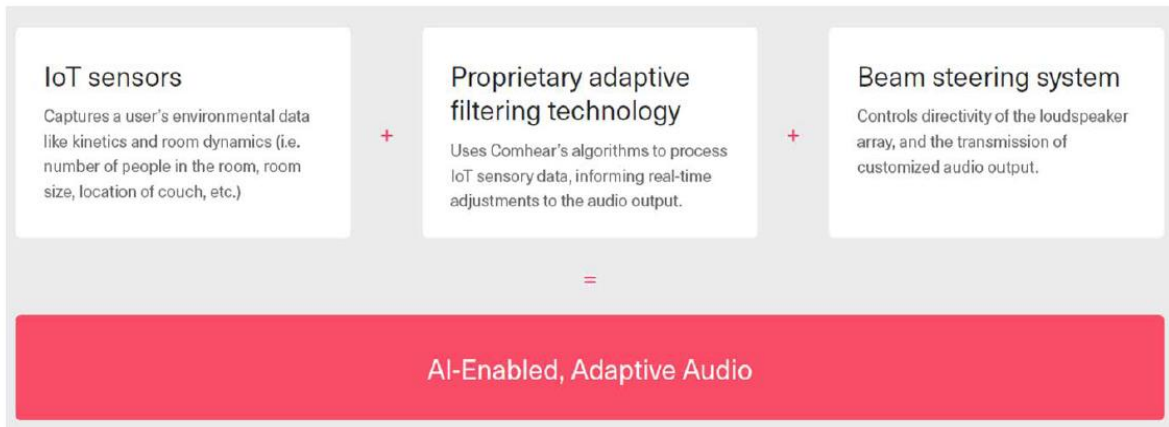 IoT sensors
Captures a user's environmental data
like kinetics and room dynamics (i.e.
number of people in the room, room
size, location of couch, etc.)
+
Proprietary adaptive
filtering technology
Uses Comhear's algorithms to process
IoT sensory data, informing real-time
adjustments to the audio output.
+
Beam steering system
Controls directivity of the loudspeaker
array, and the transmission of
customized audio output.
=
AI-Enabled, Adaptive Audio